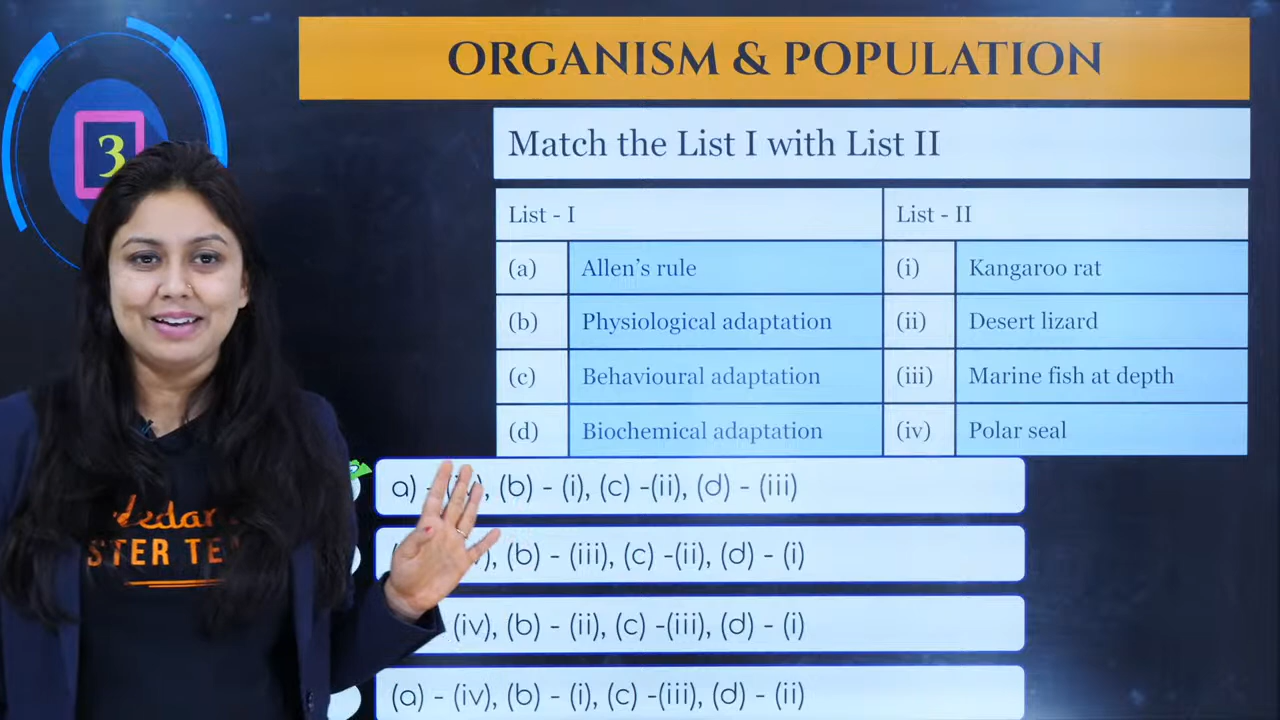 ORGANISM & POPULATION
3
Match the List I with List II
List - I List - II
(a) Allen's rule (i) Kangaroo rat
(b) Physiological adaptation (ii) Desert lizard
(c) Behavioural adaptation (iii) Marine fish at depth
(d) Biochemical adaptation (iv) Polar seal
a) - (iv), (b) - (i), (c) -(ii), (d) - (iii)
(b) - (iii), (c) -(ii), (d) - (i)
(iv), (b) - (ii), (c) -(iii), (d) - (i)
(a) - (iv), (b) - (i), (c) -(iii), (d) - (ii)